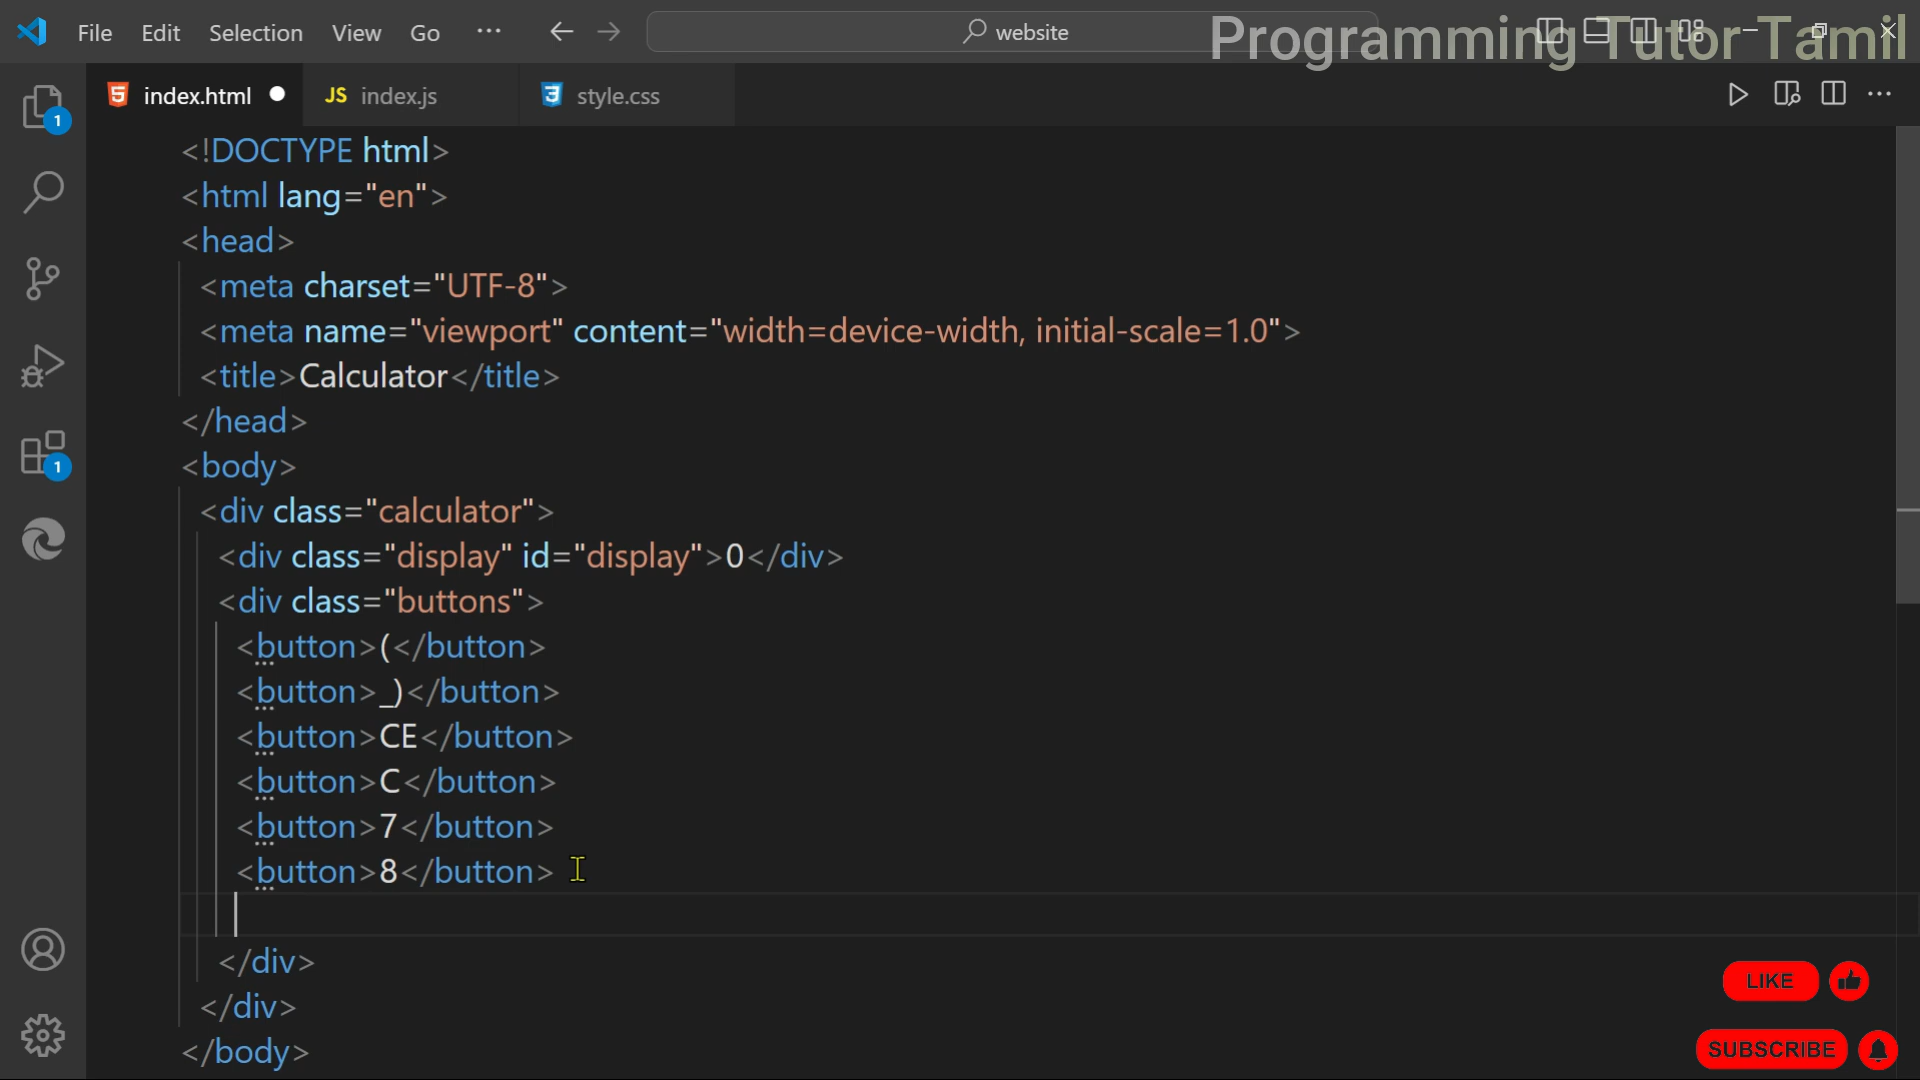 File Edit Selection View Go ··· website
Programming Tutor Tamil
index.html JS index.js style.css
1
<!DOCTYPE html>
<html lang="en">
<head>
<meta charset="UTF-8">
<meta name="viewport" content="width=device-width, initial-scale=1.0">
<title>Calculator</title>
</head>
<body>
1
<div class="calculator">
<div class="display" id="display">0</div>
<div class="buttons">
<button>(</button>
<button>_)</button>
<button>CE</button>
<button>C</button>
<button>7</button>
<button>8</button>
</div>
</div>
</body>
LIKE
SUBSCRIBE